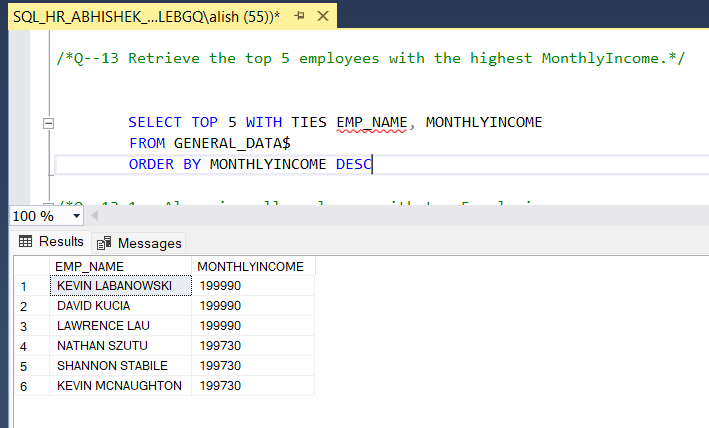 SQL_HR_ABHISHEK_...LEBGQ\alish (55))*
/*Q--13 Retrieve the top 5 employees with the highest MonthlyIncome.*/
SELECT TOP 5 WITH TIES EMP_NAME, MONTHLYINCOME
FROM GENERAL_DATA$
ORDER BY MONTHLYINCOME DESC
100 %
Results Messages
EMP_NAME MONTHLYINCOME
1 KEVIN LABANOWSKI 199990
2 DAVID KUCIA 199990
3 LAWRENCE LAU 199990
4 NATHAN SZUTU 199730
5 SHANNON STABILE 199730
6 KEVIN MCNAUGHTON 199730